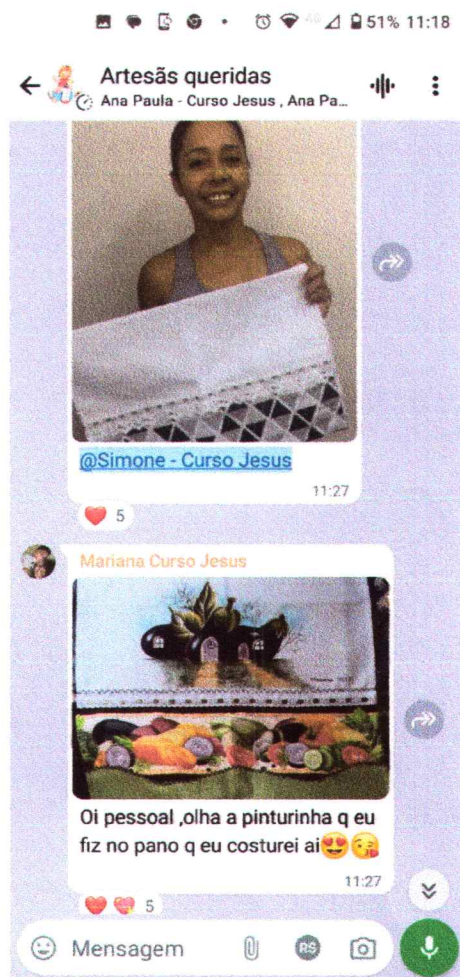 51% 11:18
Artesãs queridas
Ana Paula - Curso Jesus , Ana Pa...
@Simone - Curso Jesus
11:27
5
Mariana Curso Jesus
Oi pessoal ,olha a pinturinha q eu
fiz no pano q eu costurei ai😍😘
11:27
5
Mensagem
R$